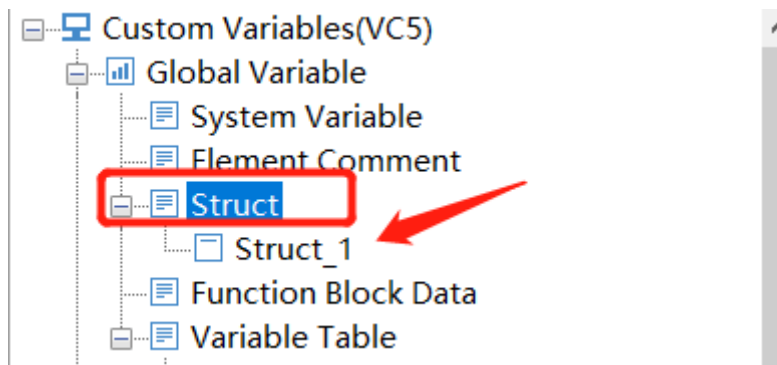 Custom Variables(VC5)
Global Variable
System Variable
Element Comment
Struct
Struct_1
Function Block Data
Variable Table